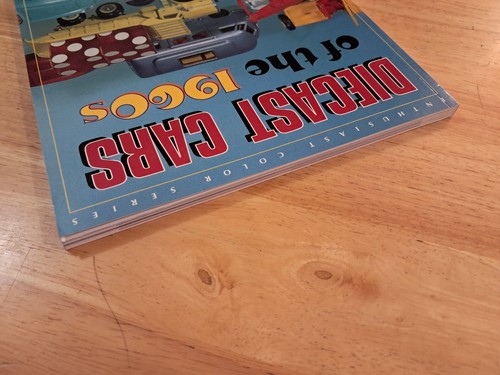 ENTHUSIAST COLOR SERIES
DIECAST CARS
of the 1960s